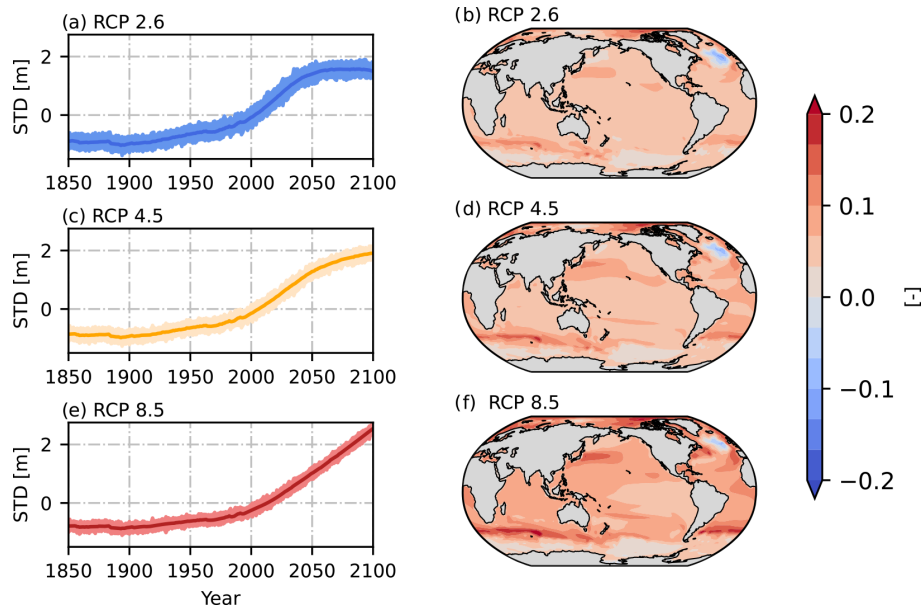 (a) RCP 2.6
STD [m]
2
0
1850 1900 1950 2000 2050 2100
(b) RCP 2.6
(c) RCP 4.5
STD [m]
2
0
1850 1900 1950 2000 2050 2100
(d) RCP 4.5
(e) RCP 8.5
STD [m]
2
0
1850 1900 1950 2000 2050 2100
Year
(f) RCP 8.5
0.2
0.1
0.0
−0.1
−0.2
[-]